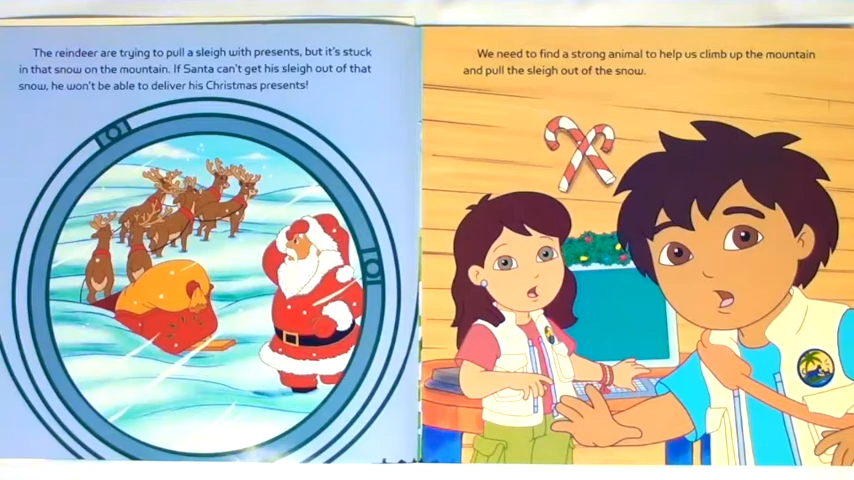 The reindeer are trying to pull a sleigh with presents, but it's stuck
in that snow on the mountain. If Santa can't get his sleigh out of that
snow, he won't be able to deliver his Christmas presents!
We need to find a strong animal to help us climb up the mountain
and pull the sleigh out of the snow.